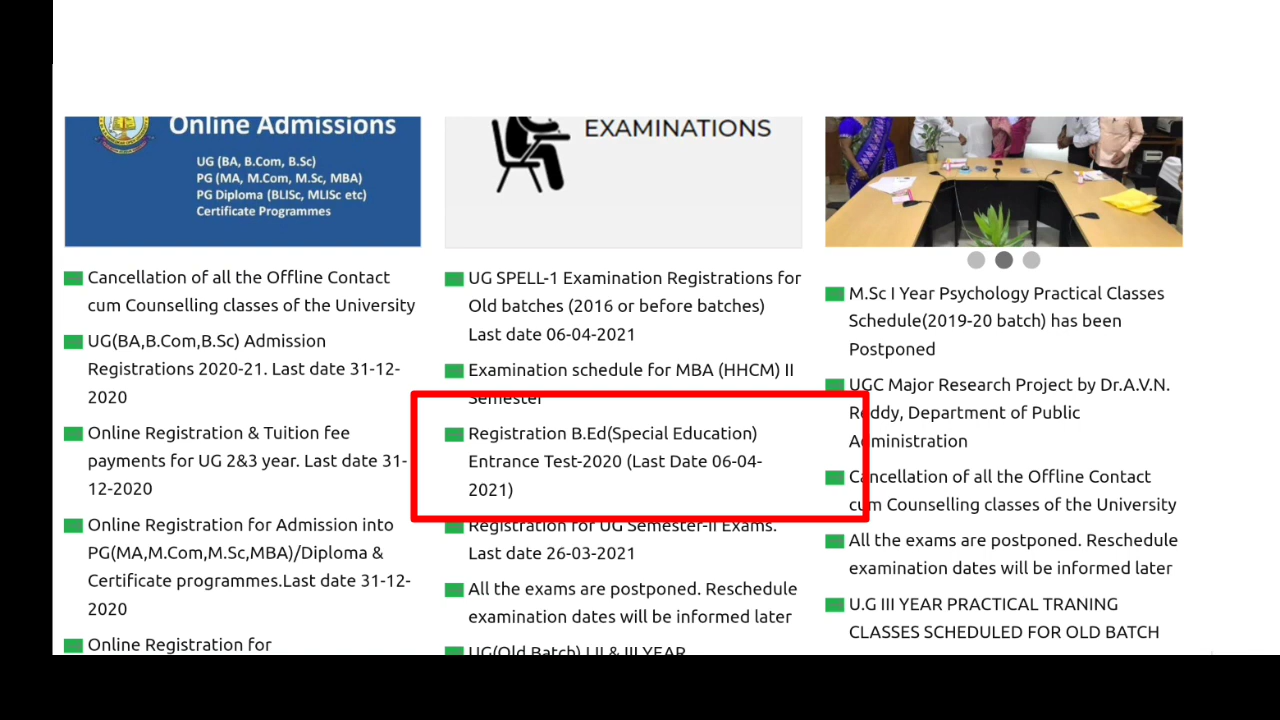 Online Admissions
UG (BA, B.Com, B.Sc)
PG (MA, M.Com, M.Sc, MBA)
PG Diploma (BLISc, MLISc etc)
Certificate Programmes
Cancellation of all the Offline Contact
cum Counselling classes of the University
UG(BA,B.Com,B.Sc) Admission
Registrations 2020-21. Last date 31-12-
2020
Online Registration & Tuition fee
payments for UG 2&3 year. Last date 31-
12-2020
Online Registration for Admission into
PG(MA,M.Com,M.Sc,MBA)/Diploma &
Certificate programmes.Last date 31-12-
2020
Online Registration for
EXAMINATIONS
UG SPELL-1 Examination Registrations for
Old batches (2016 or before batches)
Last date 06-04-2021
Examination schedule for MBA (HHCM) II
Semester
Registration B.Ed(Special Education)
Entrance Test-2020 (Last Date 06-04-
2021)
Registration for UG Semester-II Exams.
Last date 26-03-2021
All the exams are postponed. Reschedule
examination dates will be informed later
UG(Old Batch) I,II & III YEAR
M.Sc I Year Psychology Practical Classes
Schedule(2019-20 batch) has been
Postponed
UGC Major Research Project by Dr.A.V.N.
Reddy, Department of Public
Administration
Cancellation of all the Offline Contact
cum Counselling classes of the University
All the exams are postponed. Reschedule
examination dates will be informed later
U.G III YEAR PRACTICAL TRANING
CLASSES SCHEDULED FOR OLD BATCH